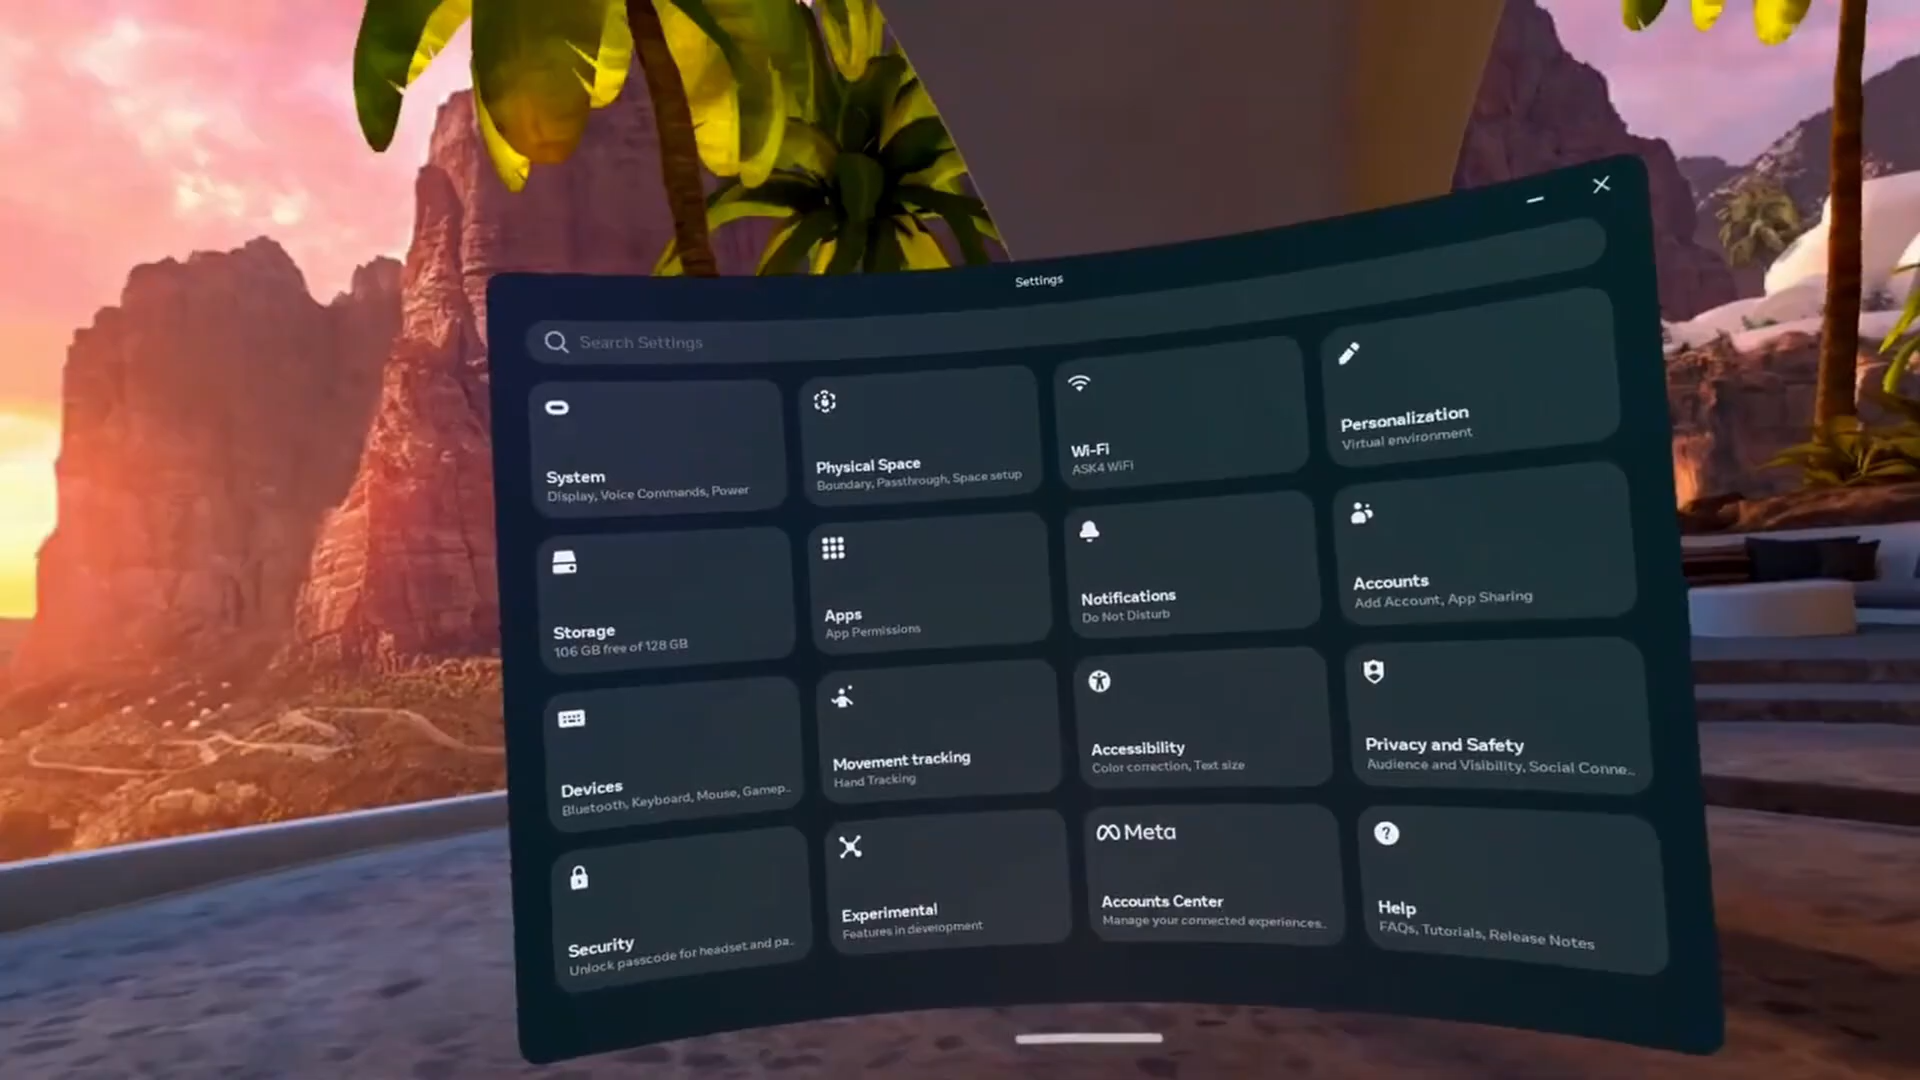 Settings
Search Settings
System
Display, Voice Commands, Power
Physical Space
Boundary, Passthrough, Space setup
Wi-Fi
ASK4 WiFi
Personalization
Virtual environment
Storage
106 GB free of 128 GB
Apps
App Permissions
Notifications
Do Not Disturb
Accounts
Add Account, App Sharing
Devices
Bluetooth, Keyboard, Mouse, Gamep..
Movement tracking
Hand Tracking
Accessibility
Color correction, Text size
Privacy and Safety
Audience and Visibility, Social Conne..
Security
Unlock passcode for headset and pa..
Experimental
Features in development
Meta
Accounts Center
Manage your connected experiences..
Help
FAQs, Tutorials, Release Notes